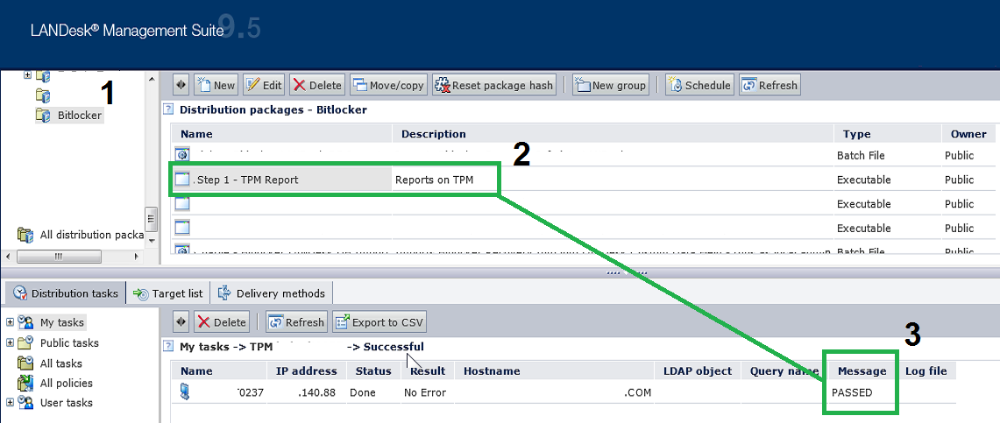 LANDesk® Management Suite 9.5
1
Bitlocker
All distribution packa
New Edit Delete Move/copy Reset package hash New group Schedule Refresh
Distribution packages - Bitlocker
Name Description Type Owner
2
Batch File Public
. Step 1 - TPM Report Reports on TPM Executable Public
Executable Public
Executable Public
Batch File Public
Distribution tasks Target list Delivery methods
My tasks
Public tasks
All tasks
All policies
User tasks
Delete Refresh Export to CSV
3
My tasks -> TPM -> Successful
Name IP address Status Result Hostname LDAP object Query name Message Log file
0237 .140.88 Done No Error .COM PASSED